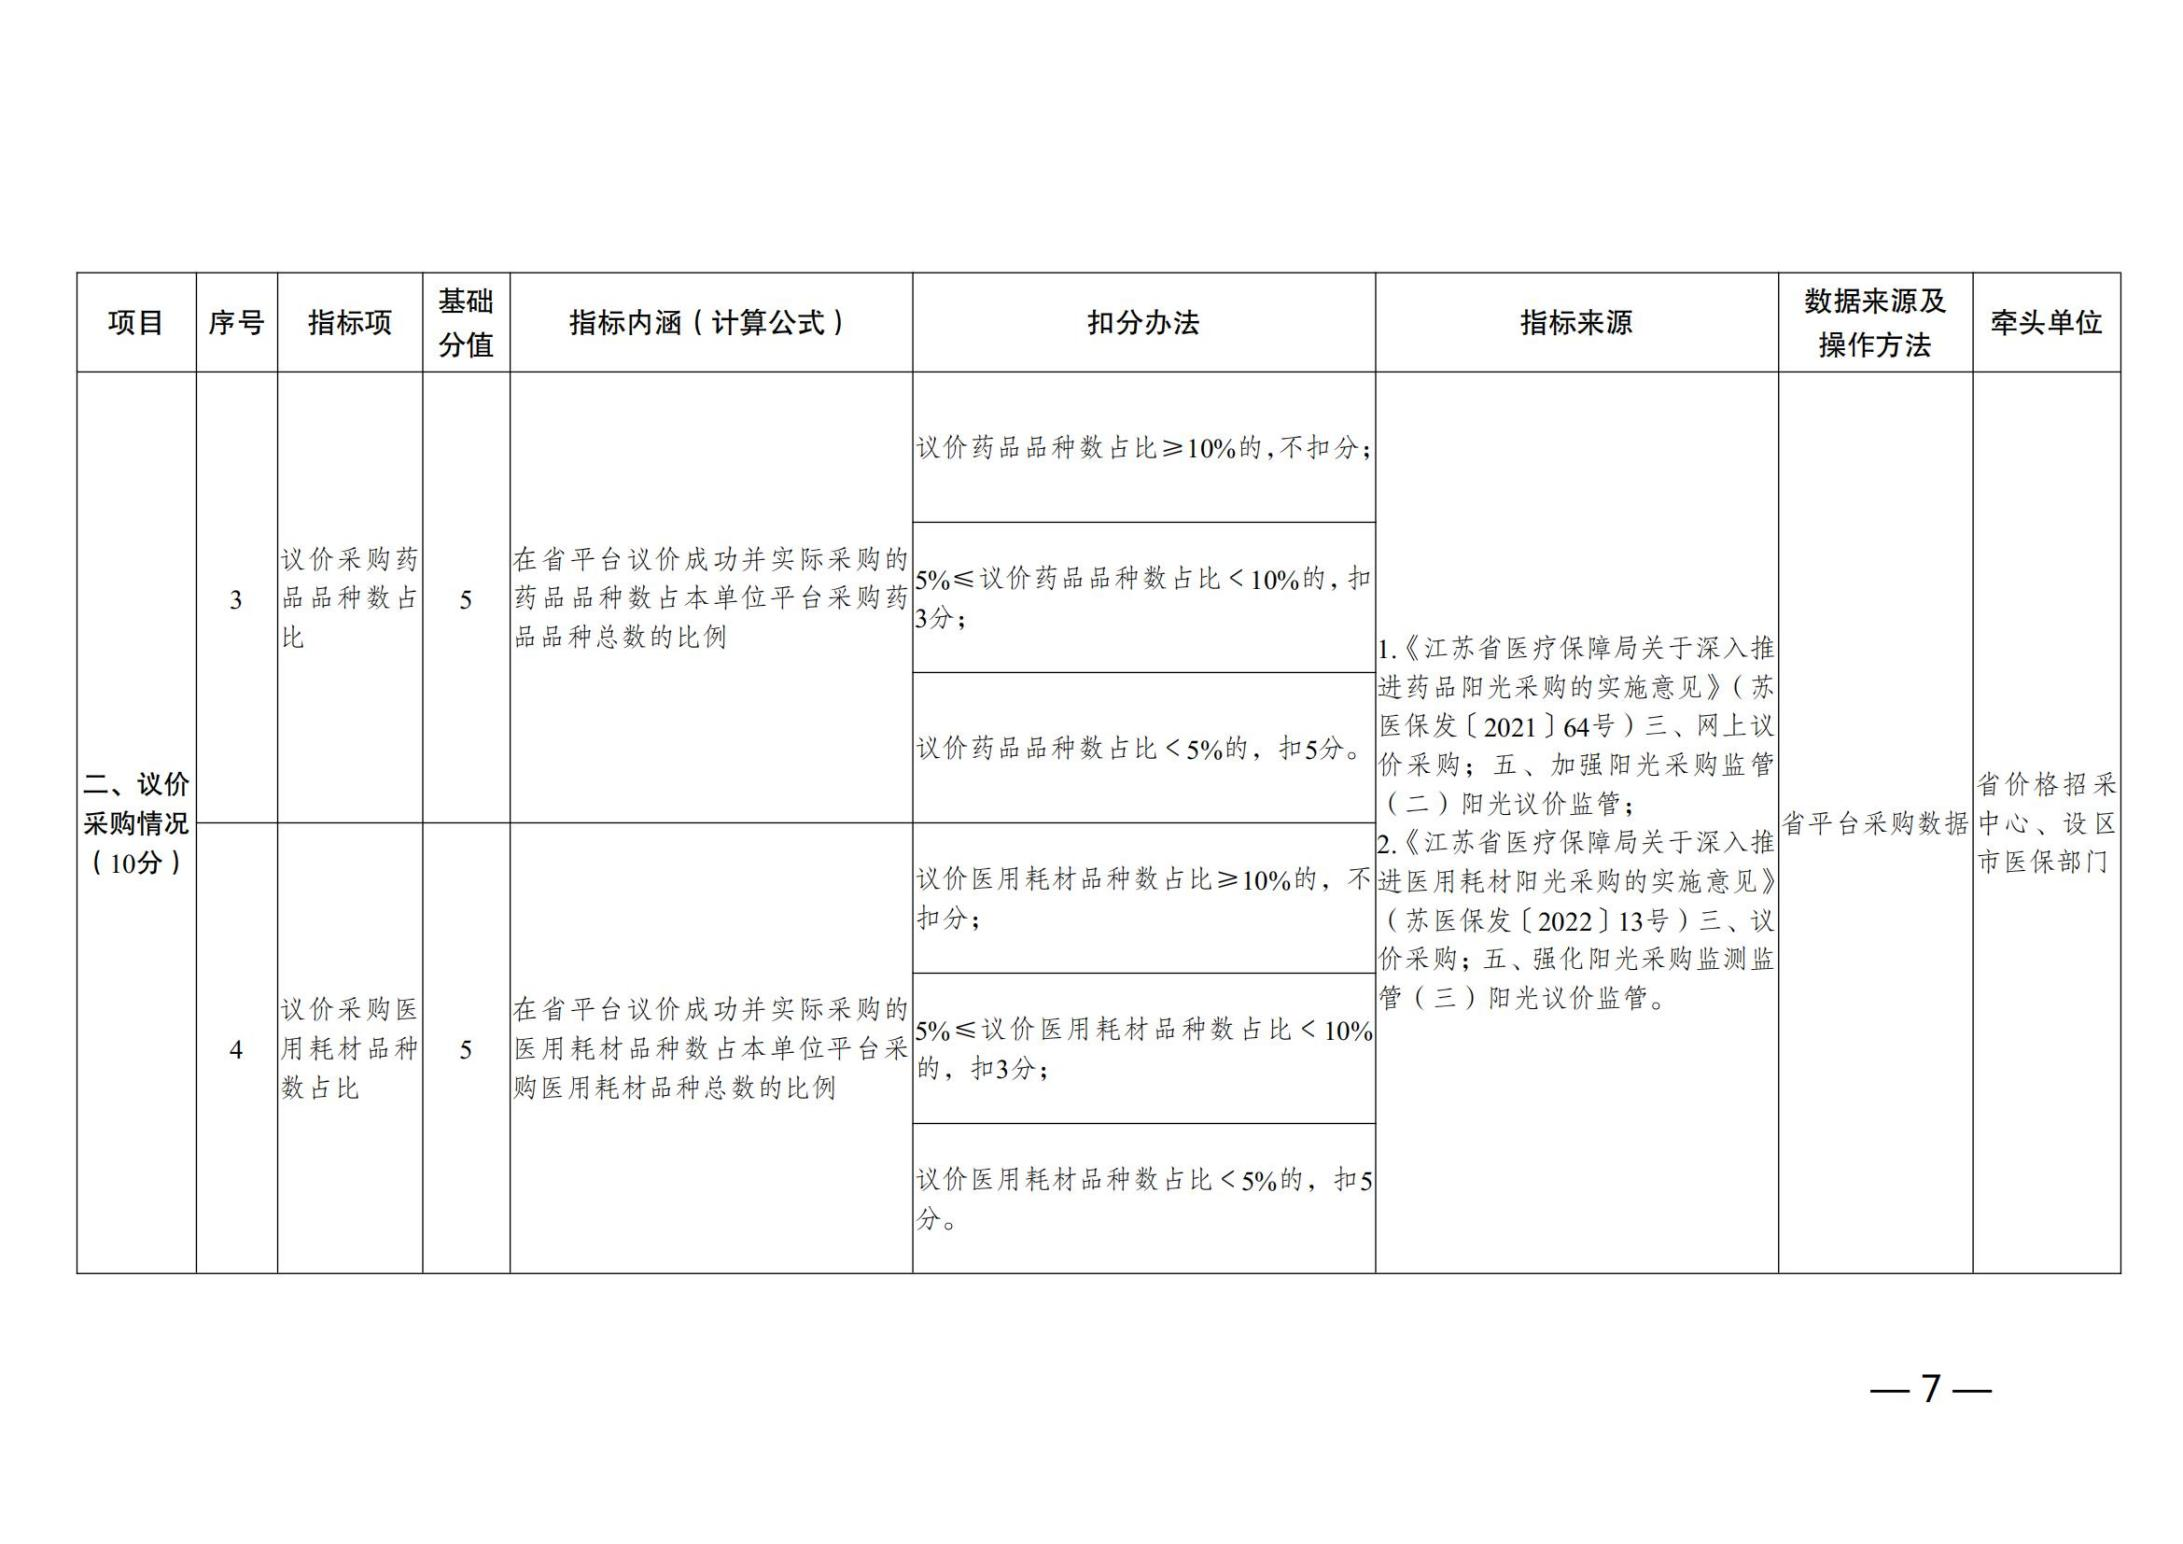 项目
序号
指标项
基础
分值
指标内涵（计算公式）
扣分办法
指标来源
数据来源及
操作方法
牵头单位
二、议价
采购情况
（10分）
3
议价采购药
品品种数占
比
5
在省平台议价成功并实际采购的
药品品种数占本单位平台采购药
品品种总数的比例
议价药品品种数占比≥10%的，不扣分；
5%≤议价药品品种数占比＜10%的，扣
3分；
议价药品品种数占比＜5%的，扣5分。
4
议价采购医
用耗材品种
数占比
5
在省平台议价成功并实际采购的
医用耗材品种数占本单位平台采
购医用耗材品种总数的比例
议价医用耗材品种数占比≥10%的，不
扣分；
5%≤议价医用耗材品种数占比＜10%
的，扣3分；
议价医用耗材品种数占比＜5%的，扣5
分。
1.《江苏省医疗保障局关于深入推
进药品阳光采购的实施意见》（苏
医保发〔2021〕64号）三、网上议
价采购；五、加强阳光采购监管
（二）阳光议价监管；
2.《江苏省医疗保障局关于深入推
进医用耗材阳光采购的实施意见》
（苏医保发〔2022〕13号）三、议
价采购；五、强化阳光采购监测监
管（三）阳光议价监管。
省平台采购数据
省价格招采
中心、设区
市医保部门
— 7 —